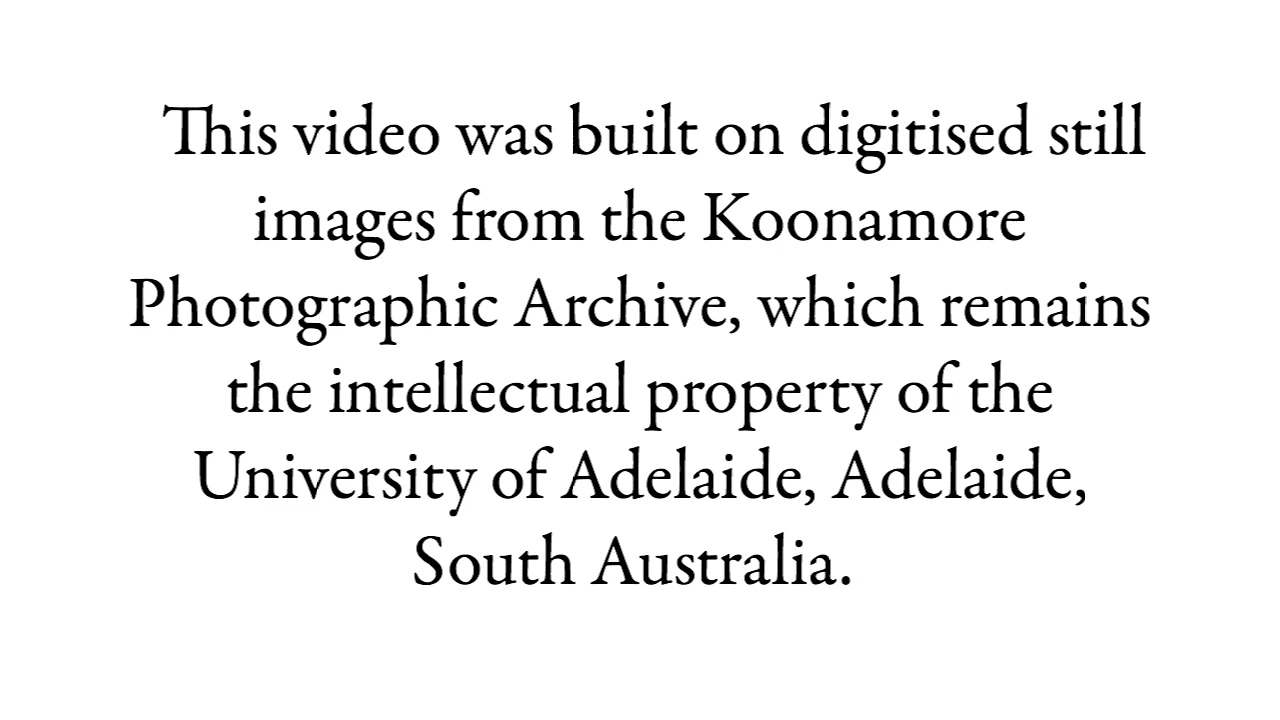 This video was built on digitised still
images from the Koonamore
Photographic Archive, which remains
the intellectual property of the
University of Adelaide, Adelaide,
South Australia.